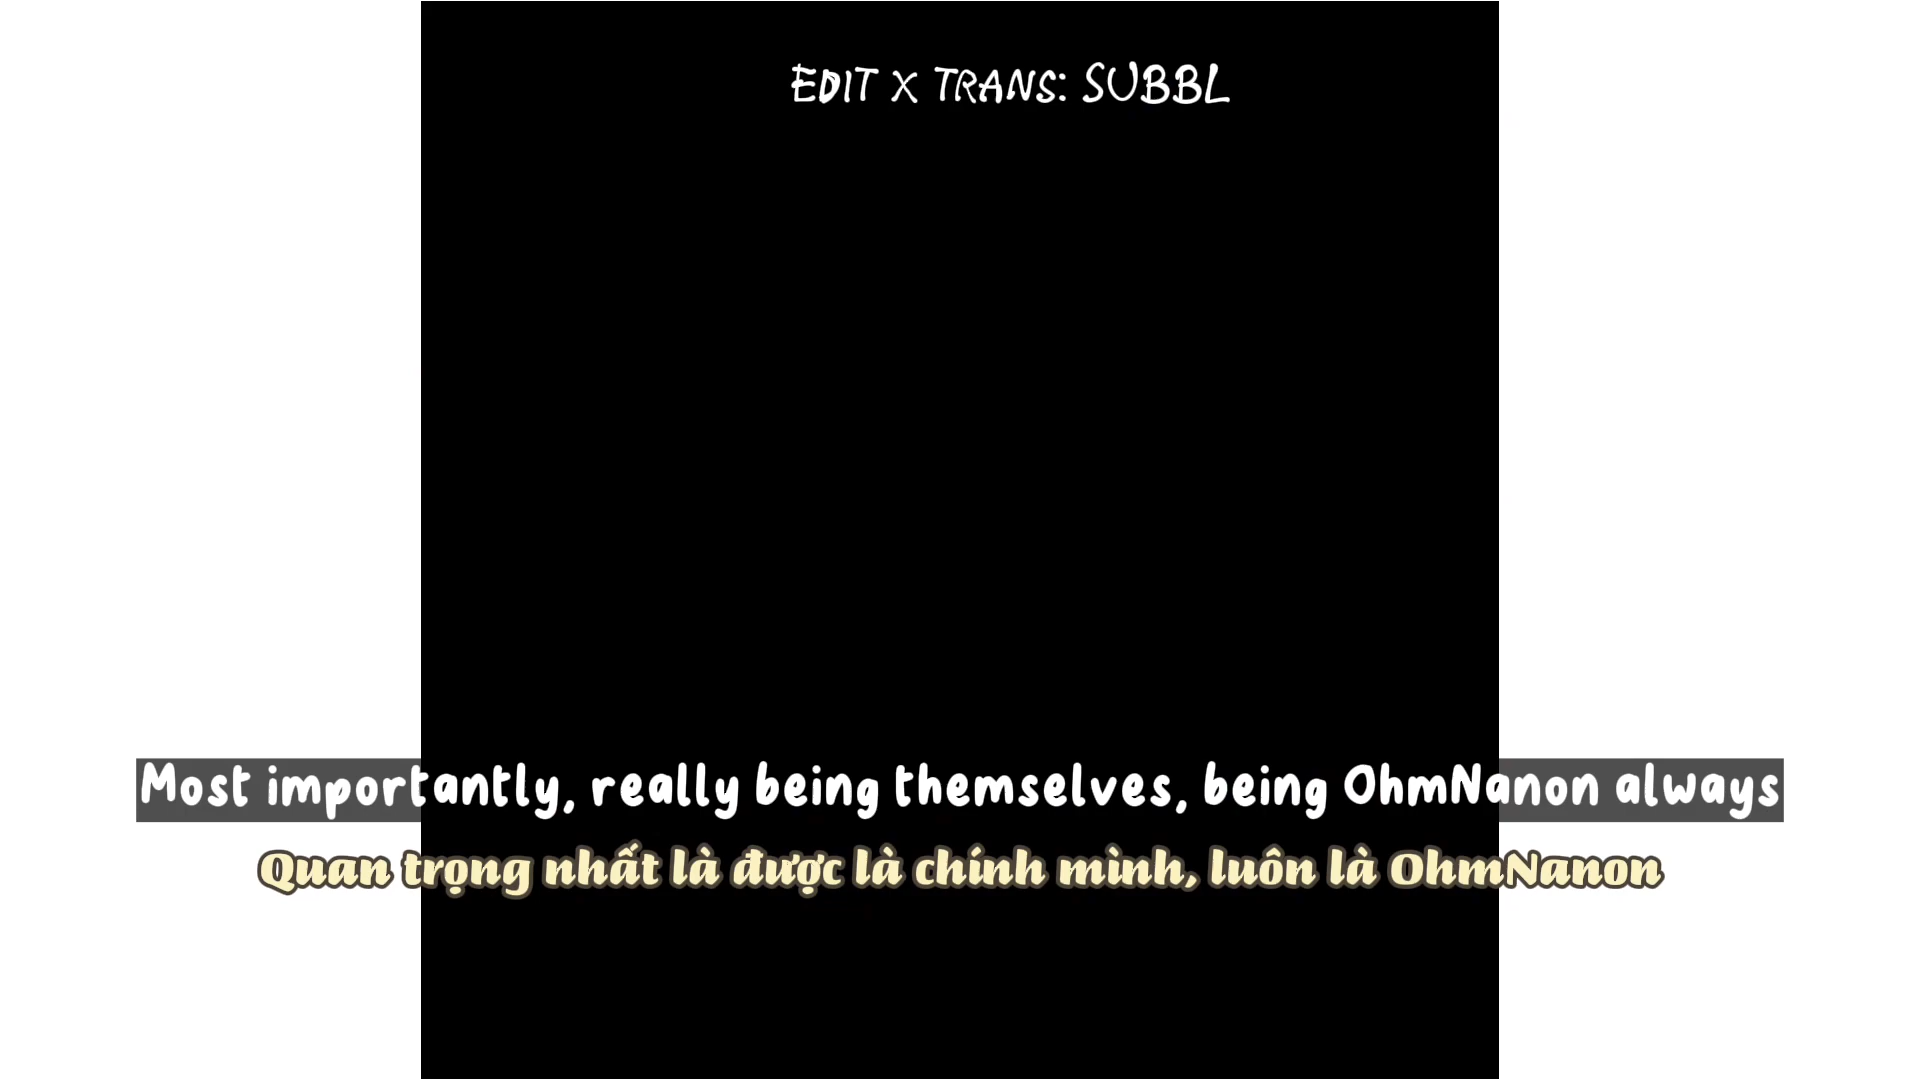 EDIT X TRANS: SUBBL
Most importantly, really being themselves, being OhmNanon always
Quan trọng nhất là được là chính mình, luôn là OhmNanon